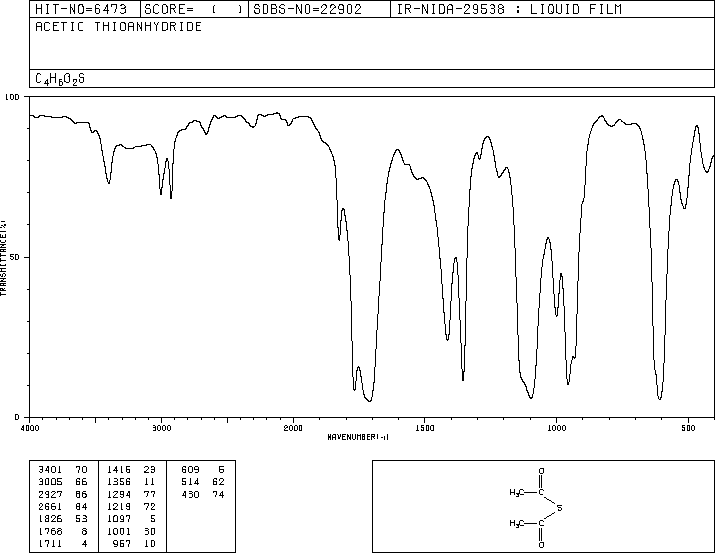 HIT-NO=6473 SCORE= ( ) SDBS-NO=22902 IR-NIDA-29538 : LIQUID FILM
ACETIC THIOANHYDRIDE
C4H6O2S
100
TRANSMITTANCE(%)
50
0
4000 3000 2000 1500 1000 500
WAVENUMBER(-1)
3401 70 1416 23 609 5
3005 66 1356 11 514 62
2927 66 1294 77 430 74
2661 84 1219 72
1826 53 1097 5
1768 8 1001 30
1711 4 957 10
O
H3C C
S
H3C C
O